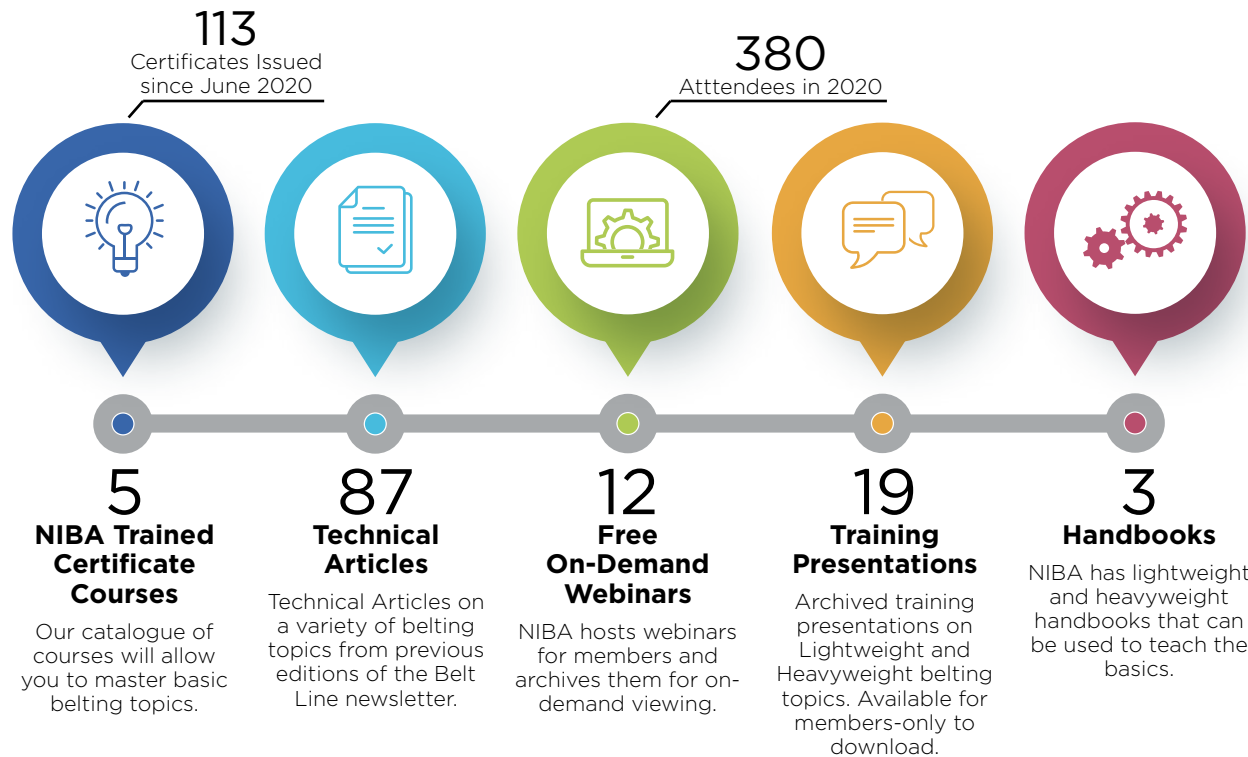 113
Certificates Issued
since June 2020
380
Atttendees in 2020
5
NIBA Trained
Certificate
Courses
Our catalogue of
courses will allow
you to master basic
belting topics.
87
Technical
Articles
Technical Articles on
a variety of belting
topics from previous
editions of the Belt
Line newsletter.
12
Free
On-Demand
Webinars
NIBA hosts webinars
for members and
archives them for on-
demand viewing.
19
Training
Presentations
Archived training
presentations on
Lightweight and
Heavyweight belting
topics. Available for
members-only to
download.
3
Handbooks
NIBA has lightweight
and heavyweight
handbooks that can
be used to teach the
basics.